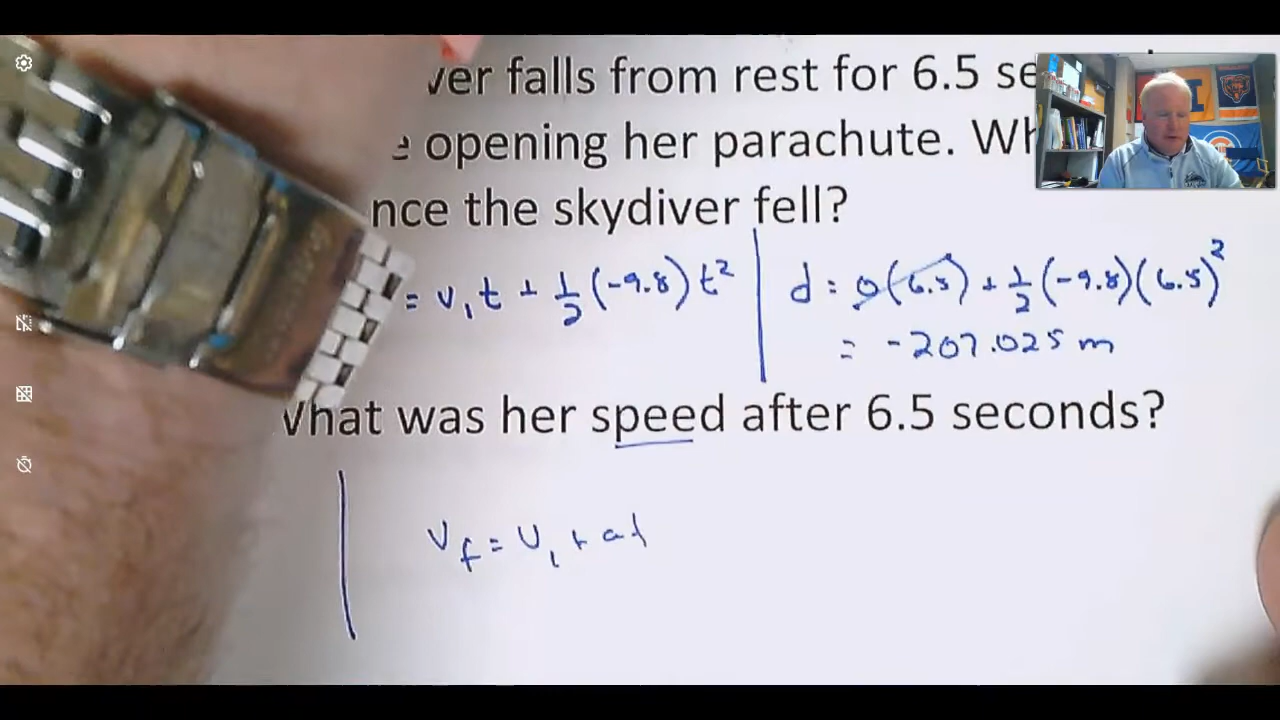 ver falls from rest for 6.5 se
e opening her parachute. Wh
nce the skydiver fell?
= v₁t + ½(-9.8)t² | d = 0(6.5) + ½(-9.8)(6.5)²
= -207.025 m
What was her speed after 6.5 seconds?
v_f = v₁ + at